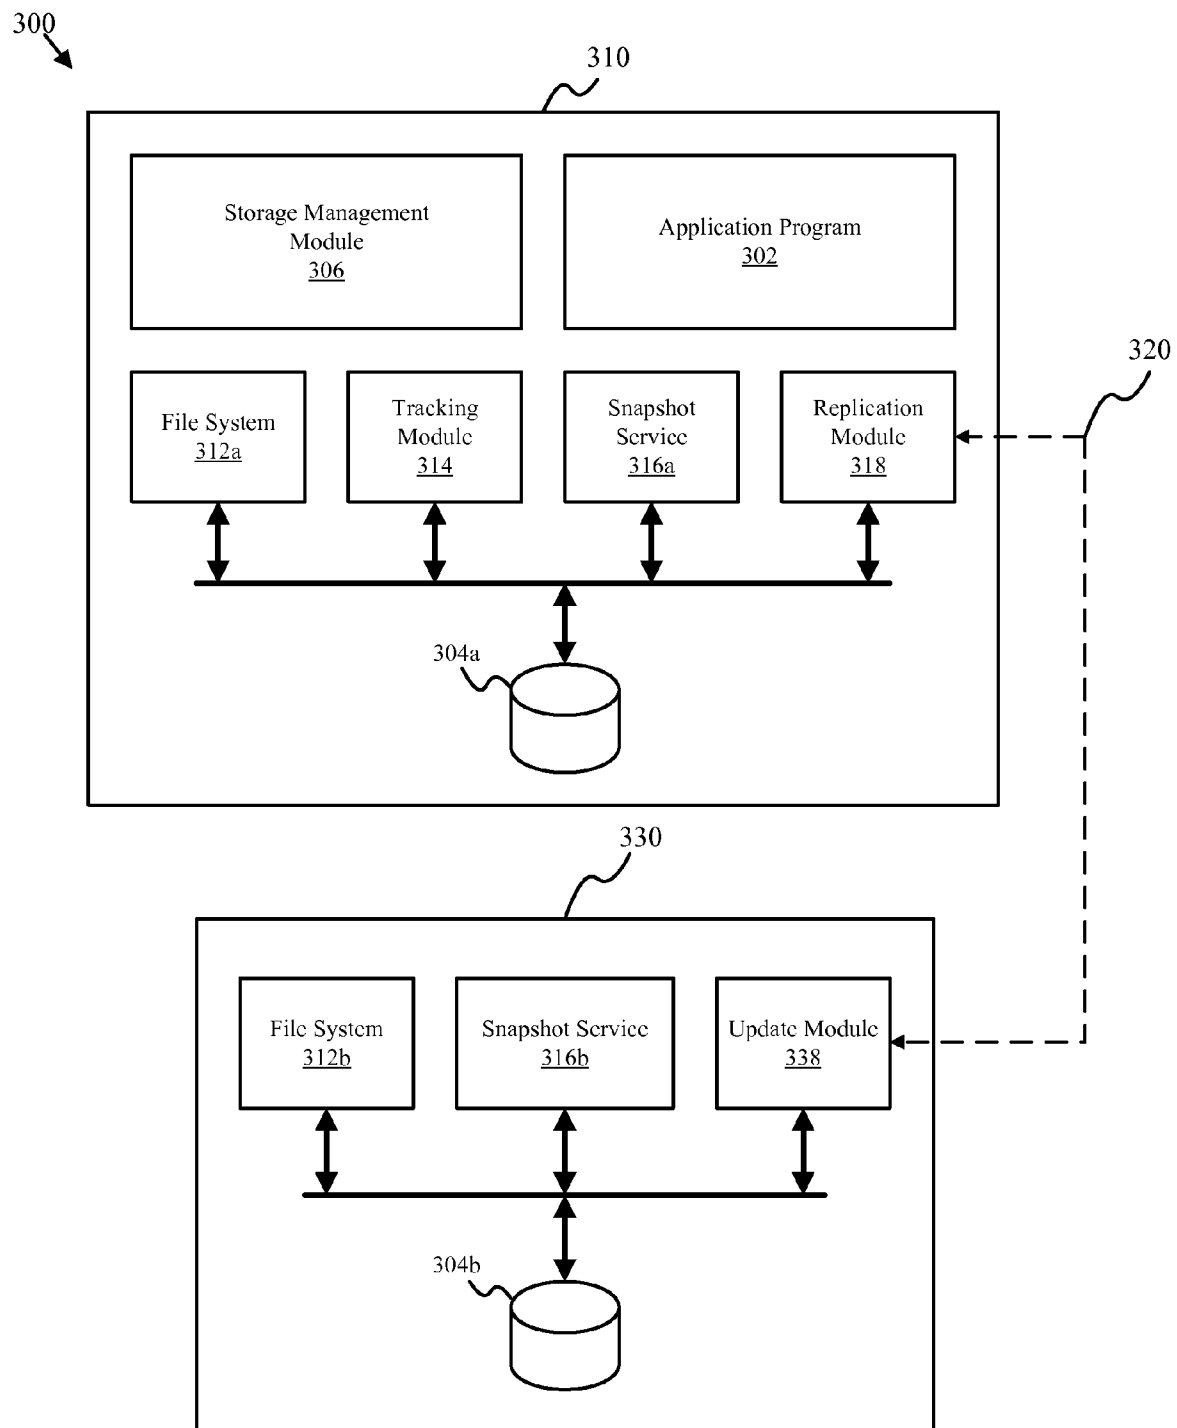 300
310
Storage Management
Module
306
Application Program
302
320
File System
312a
Tracking
Module
314
Snapshot
Service
316a
Replication
Module
318
304a
330
File System
312b
Snapshot Service
316b
Update Module
338
304b